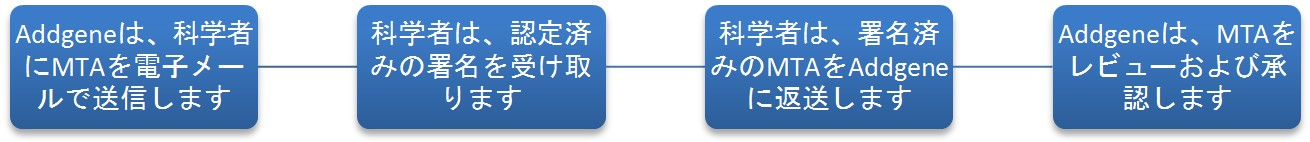 Addgeneは、科学者
にMTAを電子メー
ルで送信します
科学者は、認定済
みの署名を受け取
ります
科学者は、署名済
みのMTAをAddgene
に返送します
Addgeneは、MTAを
レビューおよび承
認します